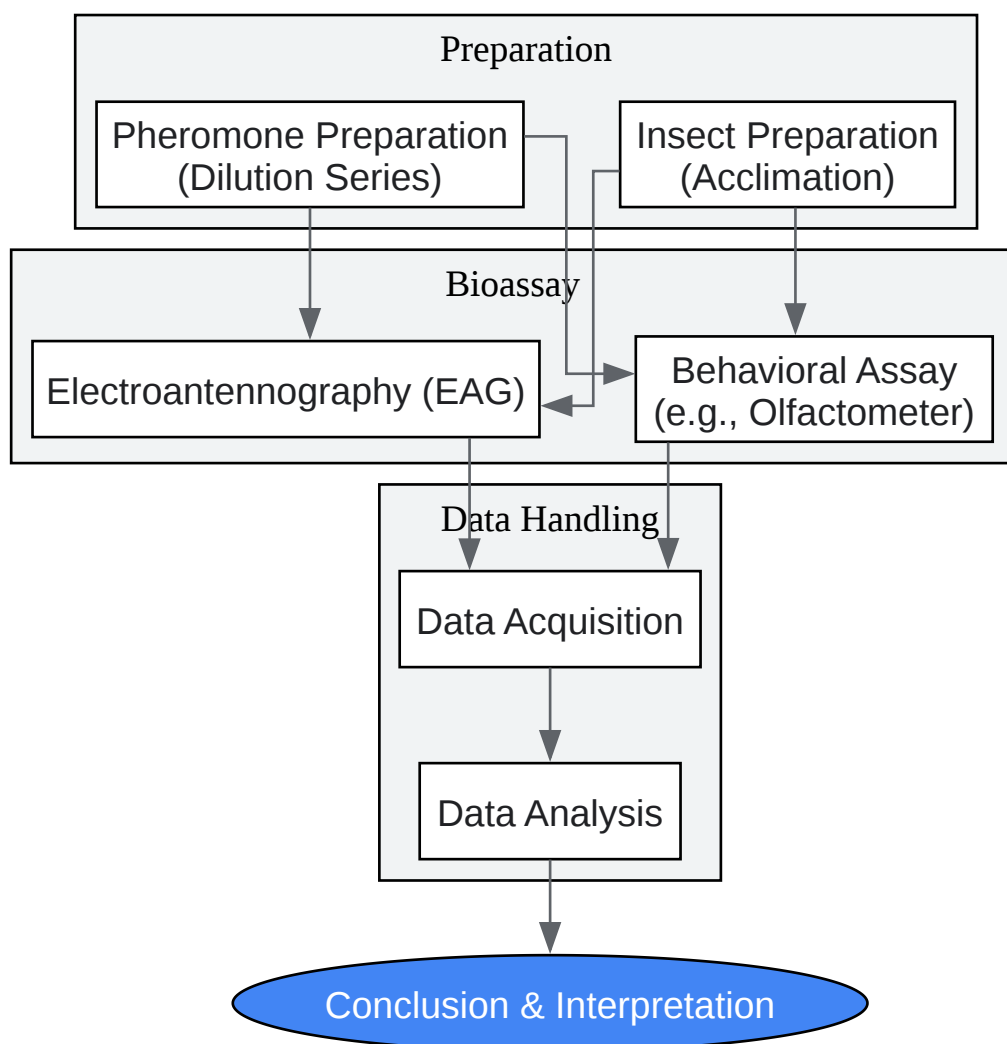 Preparation
Pheromone Preparation
(Dilution Series)
Insect Preparation
(Acclimation)
Bioassay
Electroantennography (EAG)
Behavioral Assay
(e.g., Olfactometer)
Data Handling
Data Acquisition
Data Analysis
Conclusion & Interpretation